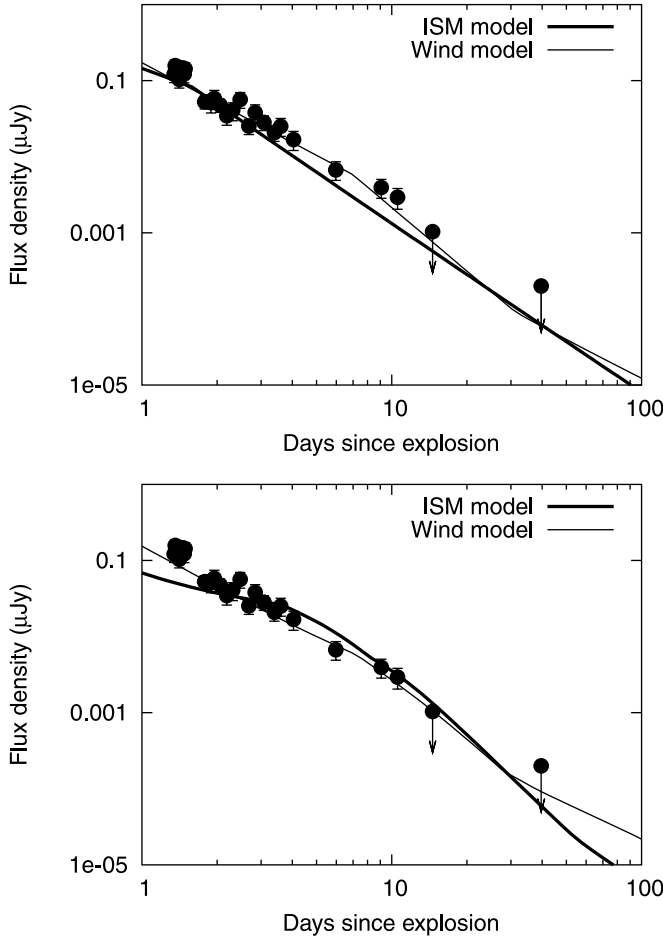 ISM model
Wind model
0.1
0.001
1e-05
Flux density (μJy)
1
10
100
Days since explosion
ISM model
Wind model
0.1
0.001
1e-05
Flux density (μJy)
1
10
100
Days since explosion